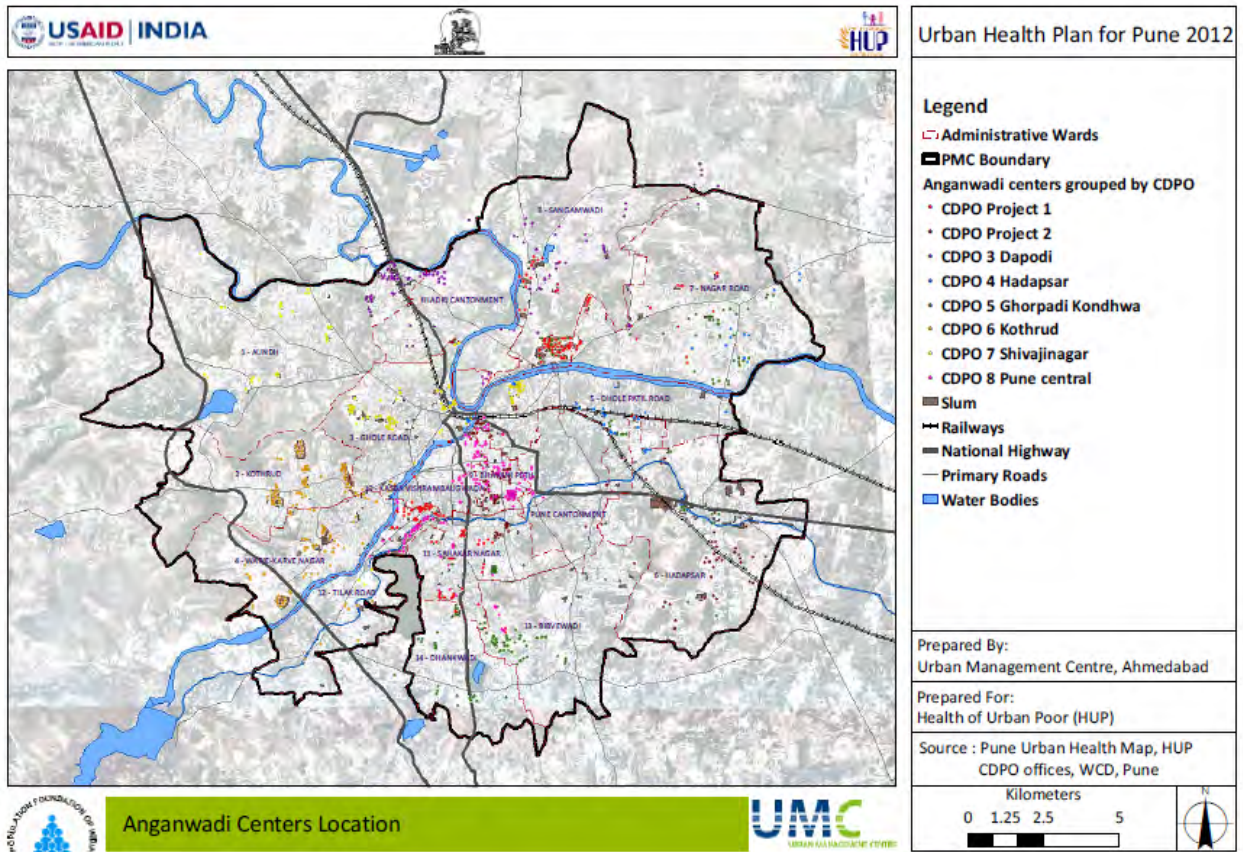 USAID | INDIA
HUP
Urban Health Plan for Pune 2012
8 - SANGAMWADI
KHADKI CANTONMENT
7 - NAGAR ROAD
1 - AUNDH
5 - DHOLE PATIL ROAD
3 - GHOLE ROAD
2 - KOTHRUD
PUNE CANTONMENT
11 - SAHAKAR NAGAR
4 - WARJE-KARVE NAGAR
6 - HADAPSAR
12 - TILAK ROAD
13 - BIBVEWADI
Legend
Administrative Wards
PMC Boundary
Anganwadi centers grouped by CDPO
CDPO Project 1
CDPO Project 2
CDPO 3 Dapodi
CDPO 4 Hadapsar
CDPO 5 Ghorpadi Kondhwa
CDPO 6 Kothrud
CDPO 7 Shivajinagar
CDPO 8 Pune central
Slum
Railways
National Highway
Primary Roads
Water Bodies
Prepared By:
Urban Management Centre, Ahmedabad
Prepared For:
Health of Urban Poor (HUP)
Source : Pune Urban Health Map, HUP
CDPO offices, WCD, Pune
Kilometers
0 1.25 2.5 5
N
Anganwadi Centers Location
UMC
URBAN MANAGEMENT CENTRE